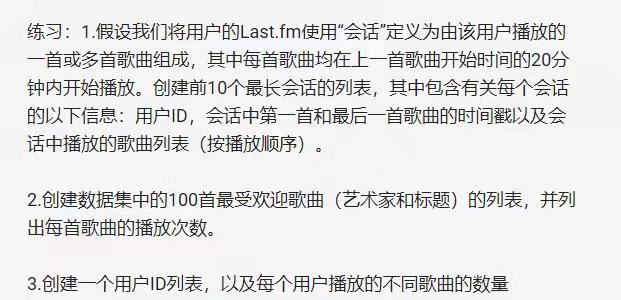 练习：1.假设我们将用户的Last.fm使用“会话”定义为由该用户播放的
一首或多首歌曲组成，其中每首歌曲均在上一首歌曲开始时间的20分
钟内开始播放。创建前10个最长会话的列表，其中包含有关每个会话
的以下信息：用户ID，会话中第一首和最后一首歌曲的时间戳以及会
话中播放的歌曲列表（按播放顺序）。
2.创建数据集中的100首最受欢迎歌曲（艺术家和标题）的列表，并列
出每首歌曲的播放次数。
3.创建一个用户ID列表，以及每个用户播放的不同歌曲的数量